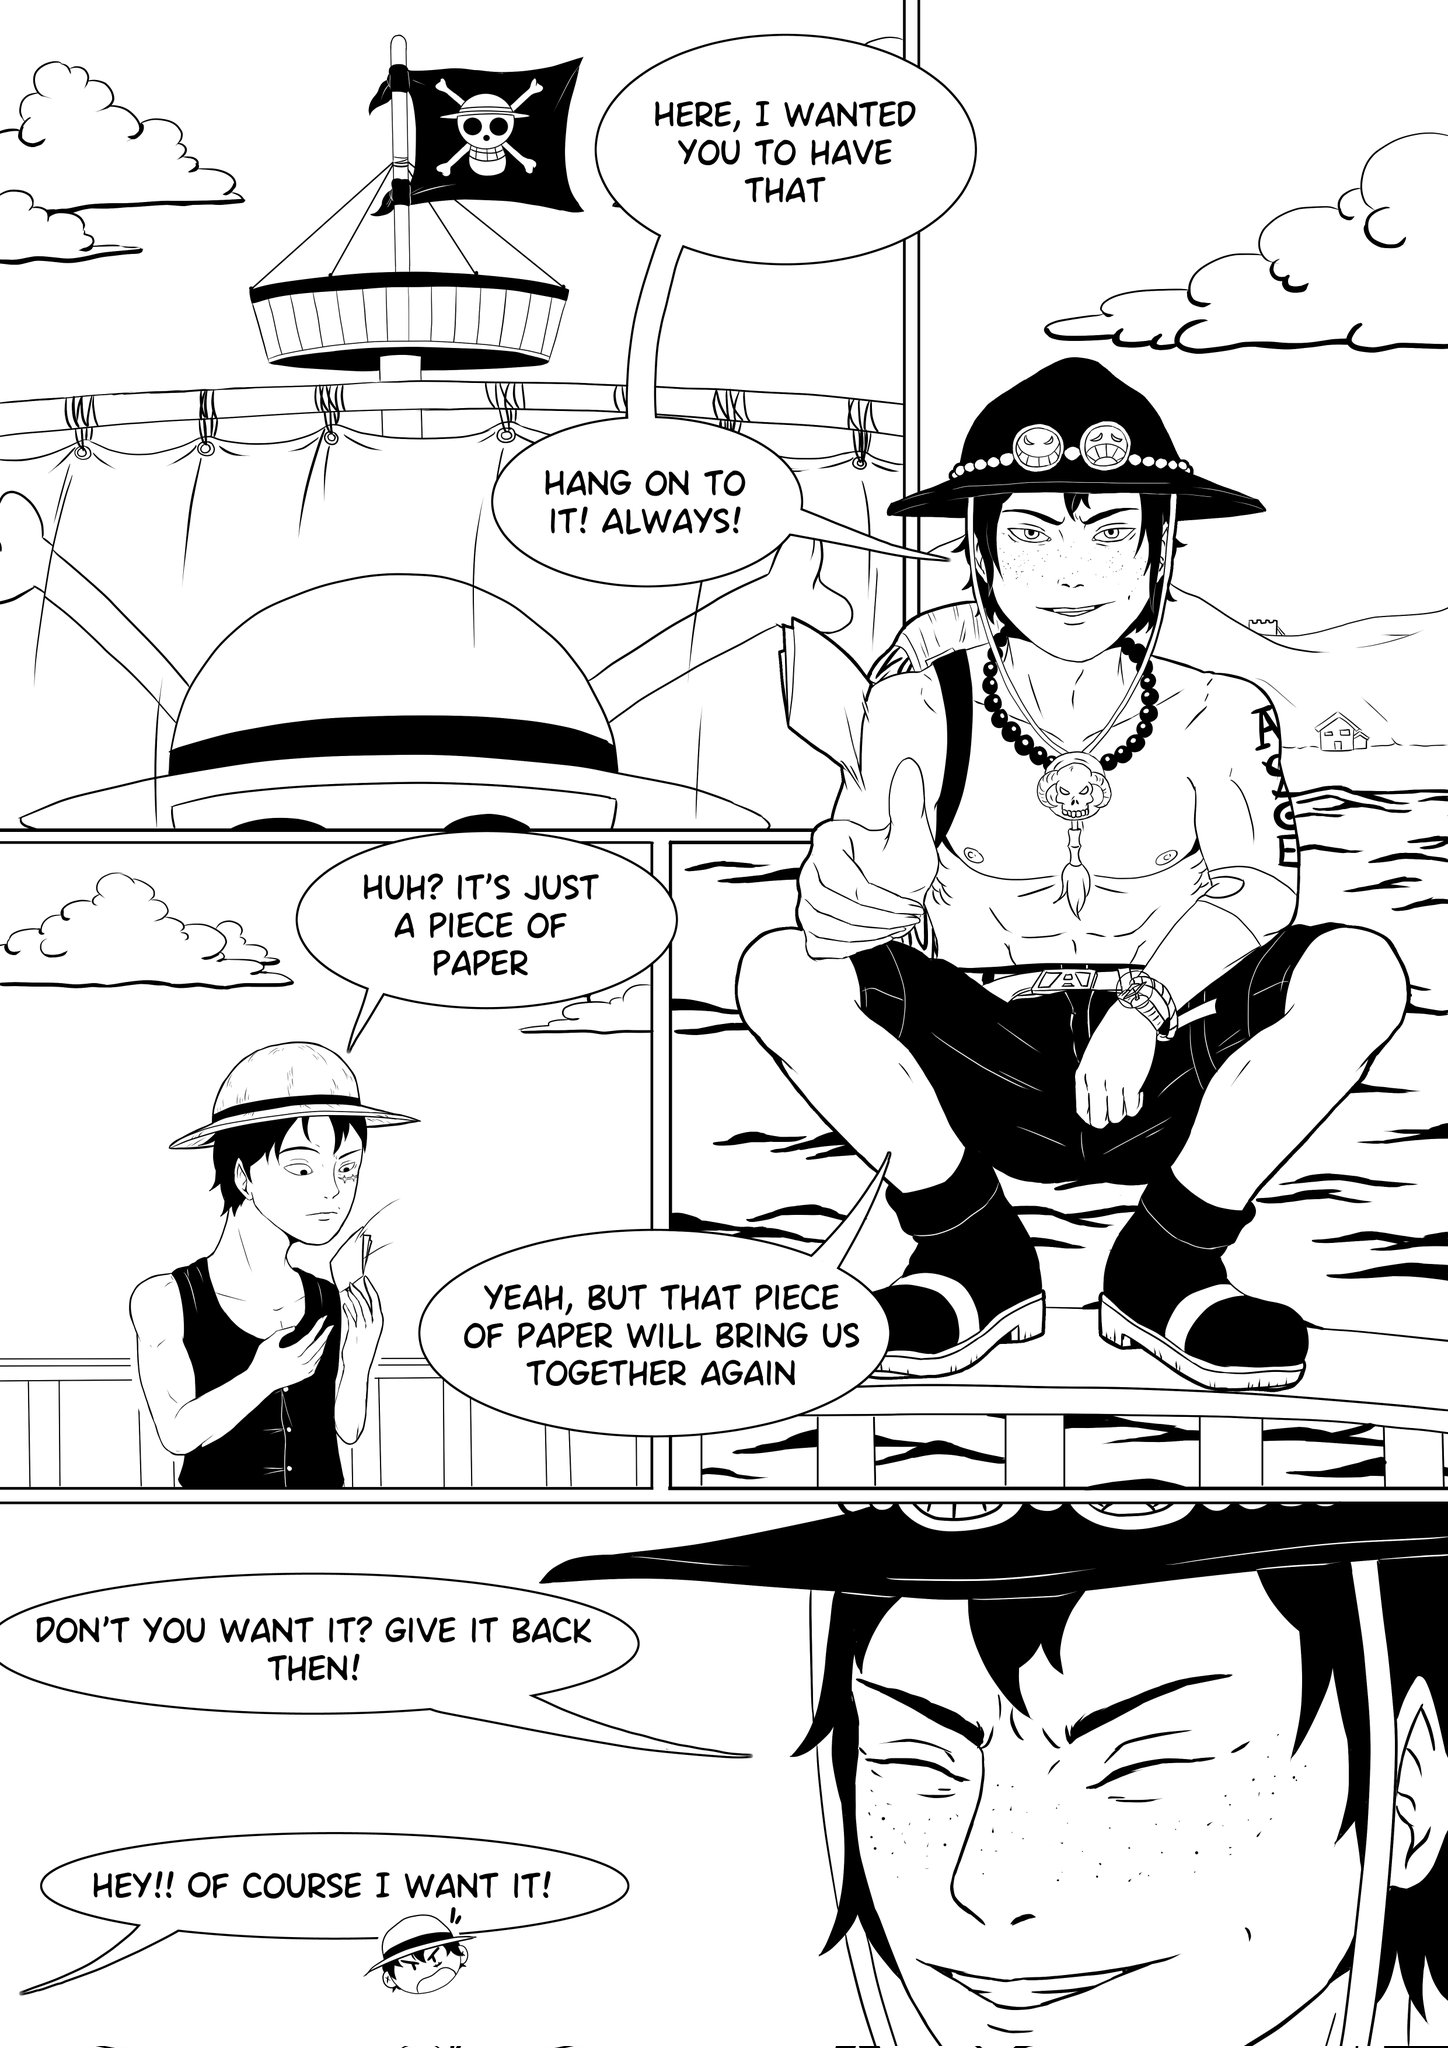 HERE, I WANTED
YOU TO HAVE
THAT
HANG ON TO
IT! ALWAYS!
ASCE
A
HUH? IT'S JUST
A PIECE OF
PAPER
YEAH, BUT THAT PIECE
OF PAPER WILL BRING US
TOGETHER AGAIN
DON'T YOU WANT IT? GIVE IT BACK
THEN!
HEY!! OF COURSE I WANT IT!